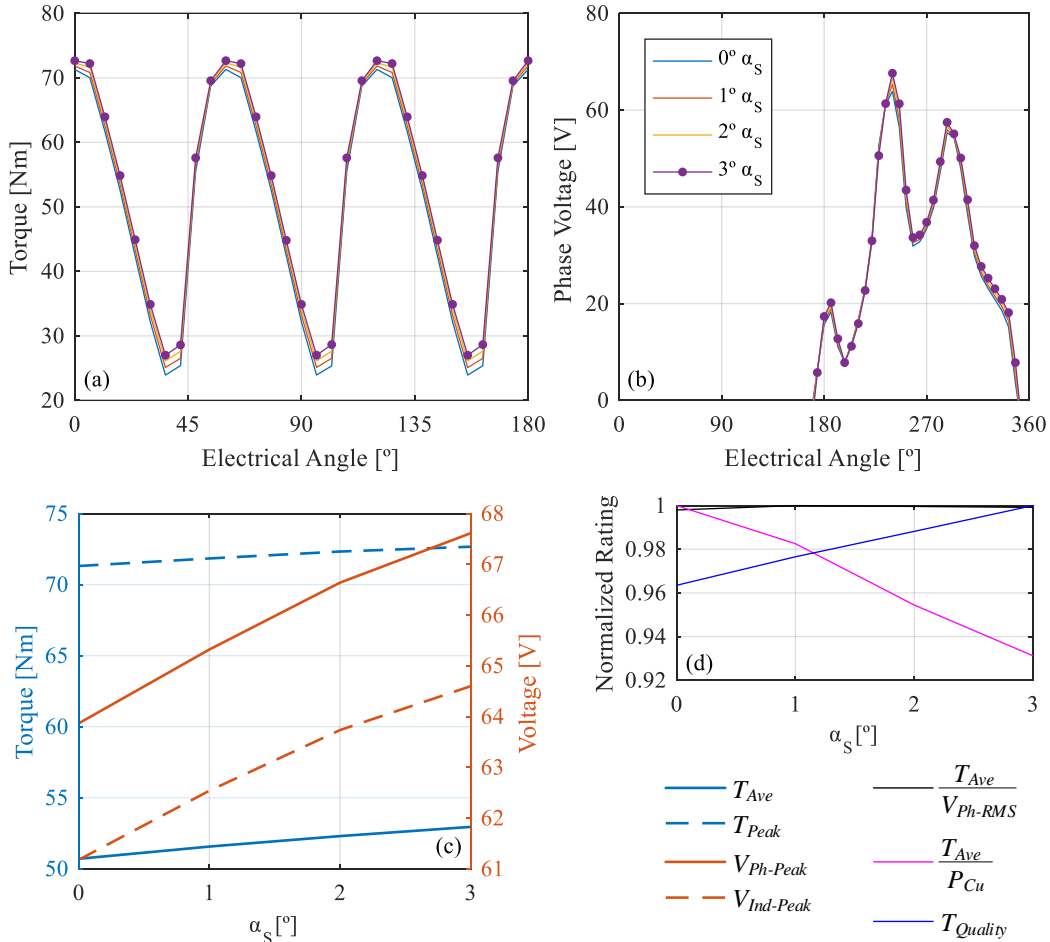 80
70
60
50
40
30
20
Torque [Nm]
(a)
0 45 90 135 180
Electrical Angle [º]
80
60
40
20
0
Phase Voltage [V]
0º αS
1º αS
2º αS
3º αS
(b)
0 90 180 270 360
Electrical Angle [º]
75
70
65
60
55
50
Torque [Nm]
68
67
66
65
64
63
62
61
Voltage [V]
(c)
0 1 2 3
αS [º]
1
0.98
0.96
0.94
0.92
Normalized Rating
(d)
0 1 2 3
αS [º]
TAve
TPeak
VPh-Peak
VInd-Peak
TAve
VPh-RMS
TAve
PCu
TQuality